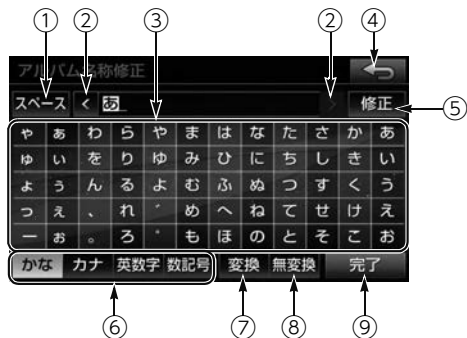 ① ② ③ ② ④
アルバム名称修正
スペース < あ > 修正 ⑤
ゃ ぁ わ ら や ま は な た さ か あ
ゅ ぃ を り ゆ み ひ に ち し き い
ょ ぅ ん る よ む ふ ぬ つ す く う
っ ぇ 、 れ ゛ め へ ね て せ け え
ー ぉ 。 ろ ゜ も ほ の と そ こ お
かな カナ 英数字 数記号 変換 無変換 完了
⑥ ⑦ ⑧ ⑨